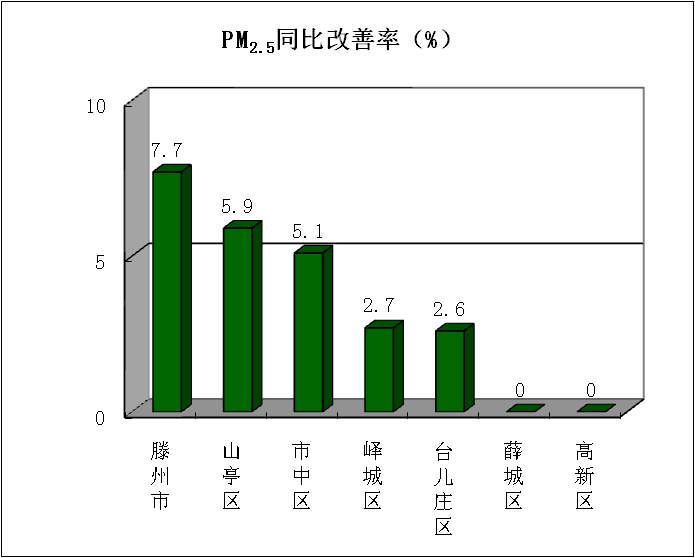 PM2.5同比改善率（%）
10
5
0
7.7
5.9
5.1
2.7
2.6
0
0
滕州市
山亭区
市中区
峄城区
台儿庄区
薛城区
高新区